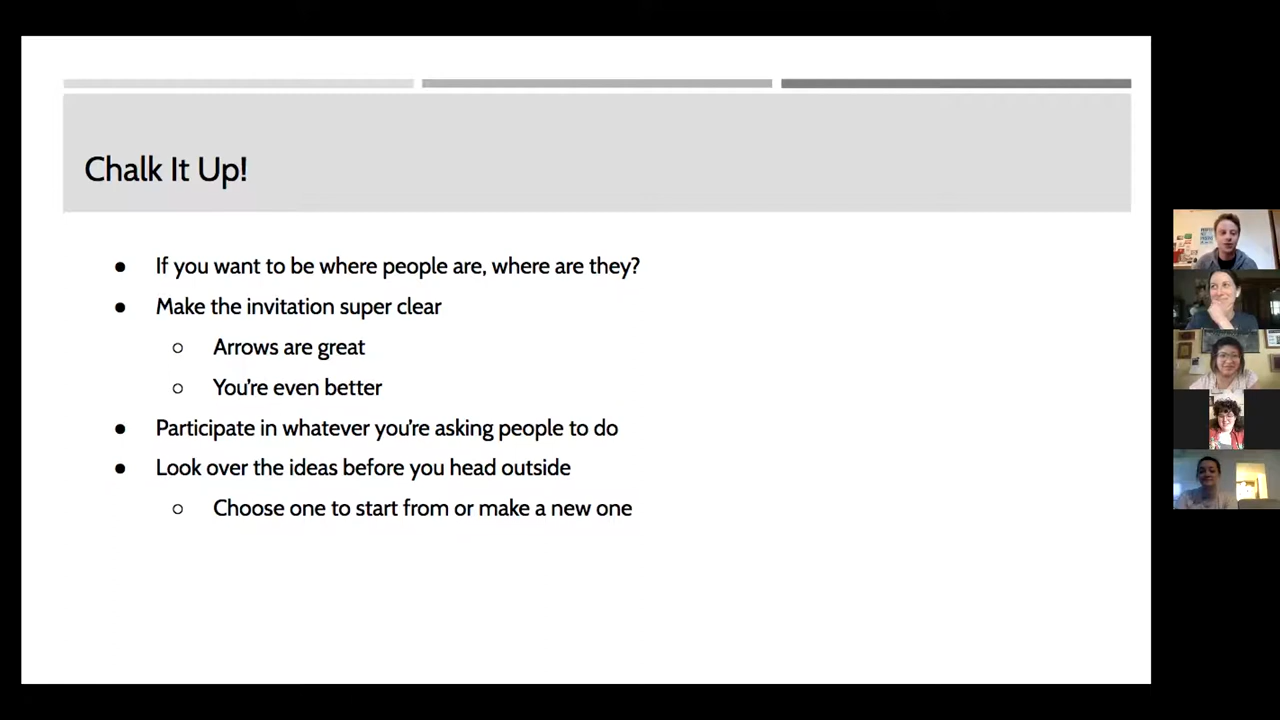 Chalk It Up!
● If you want to be where people are, where are they?
● Make the invitation super clear
○ Arrows are great
○ You're even better
● Participate in whatever you're asking people to do
● Look over the ideas before you head outside
○ Choose one to start from or make a new one